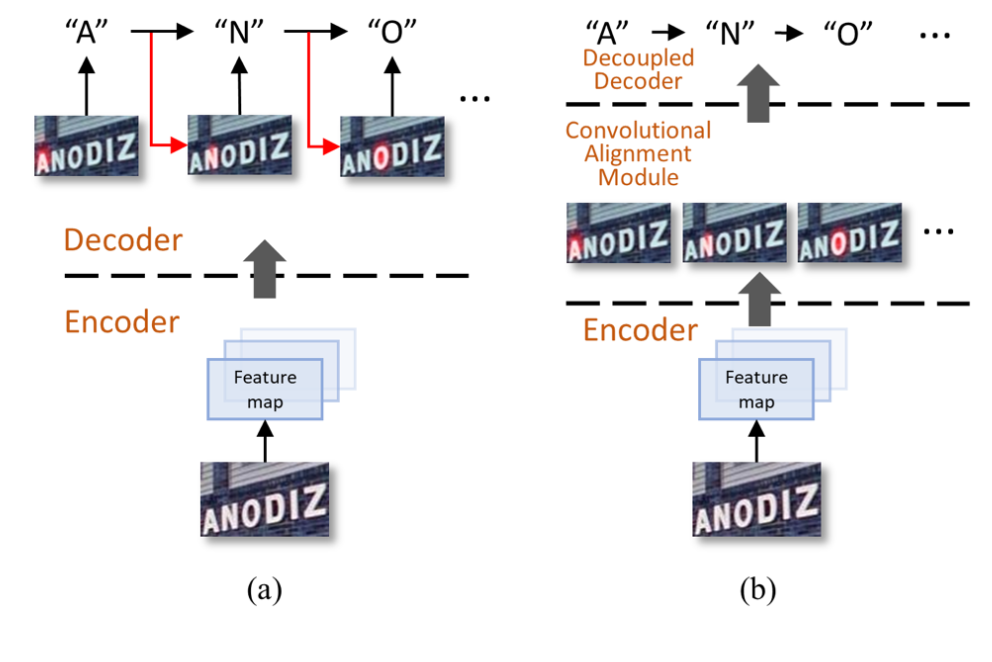 “A” “N” “O” ...
ANODIZ ANODIZ ANODIZ
Decoder
Encoder
Feature
map
ANODIZ
(a)
“A” “N” “O” ...
Decoupled
Decoder
Convolutional
Alignment
Module
ANODIZ ANODIZ ANODIZ ...
Encoder
Feature
map
ANODIZ
(b)